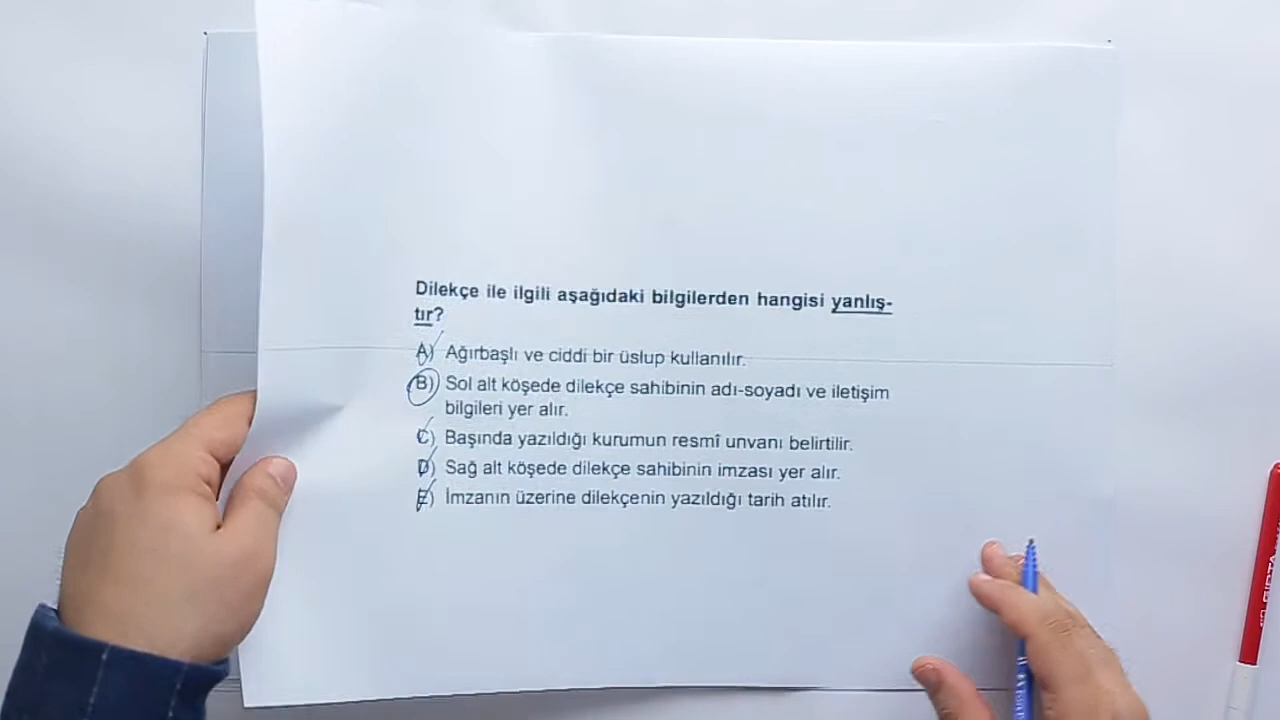 Dilekçe ile ilgili aşağıdaki bilgilerden hangisi yanlış-
tır?
A) Ağırbaşlı ve ciddi bir üslup kullanılır.
B) Sol alt köşede dilekçe sahibinin adı-soyadı ve iletişim
bilgileri yer alır.
C) Başında yazıldığı kurumun resmî unvanı belirtilir.
D) Sağ alt köşede dilekçe sahibinin imzası yer alır.
E) İmzanın üzerine dilekçenin yazıldığı tarih atılır.